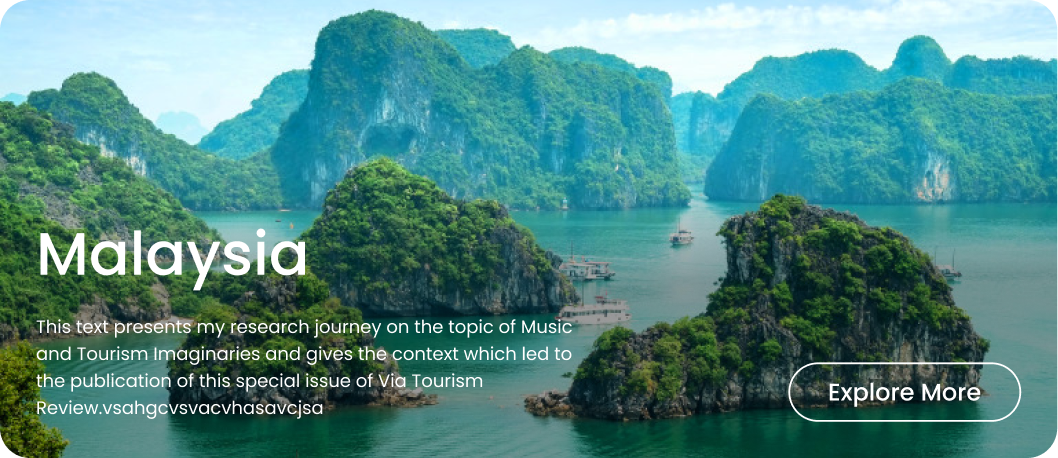 Malaysia
This text presents my research journey on the topic of Music
and Tourism Imaginaries and gives the context which led to
the publication of this special issue of Via Tourism
Review.vsahgcvsvacvhasavcjsa
Explore More